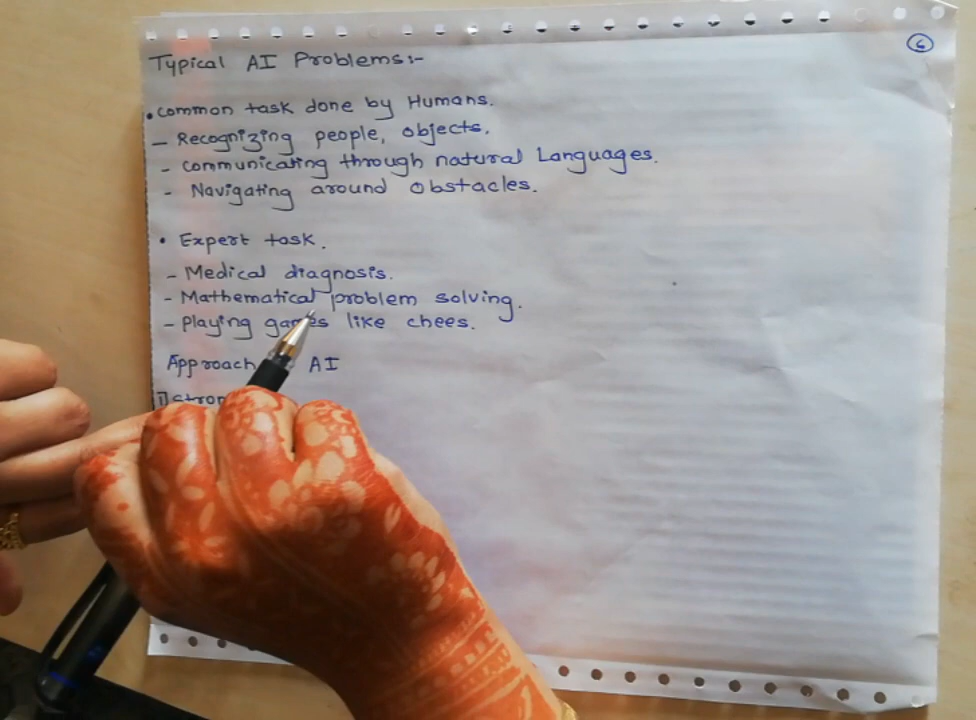 6
Typical AI Problems:-
• common task done by Humans.
- Recognizing people, objects.
- communicating through natural Languages.
- Navigating around obstacles.
• Expert task.
- Medical diagnosis.
- Mathematical problem solving.
- Playing games like chees.
Approach AI